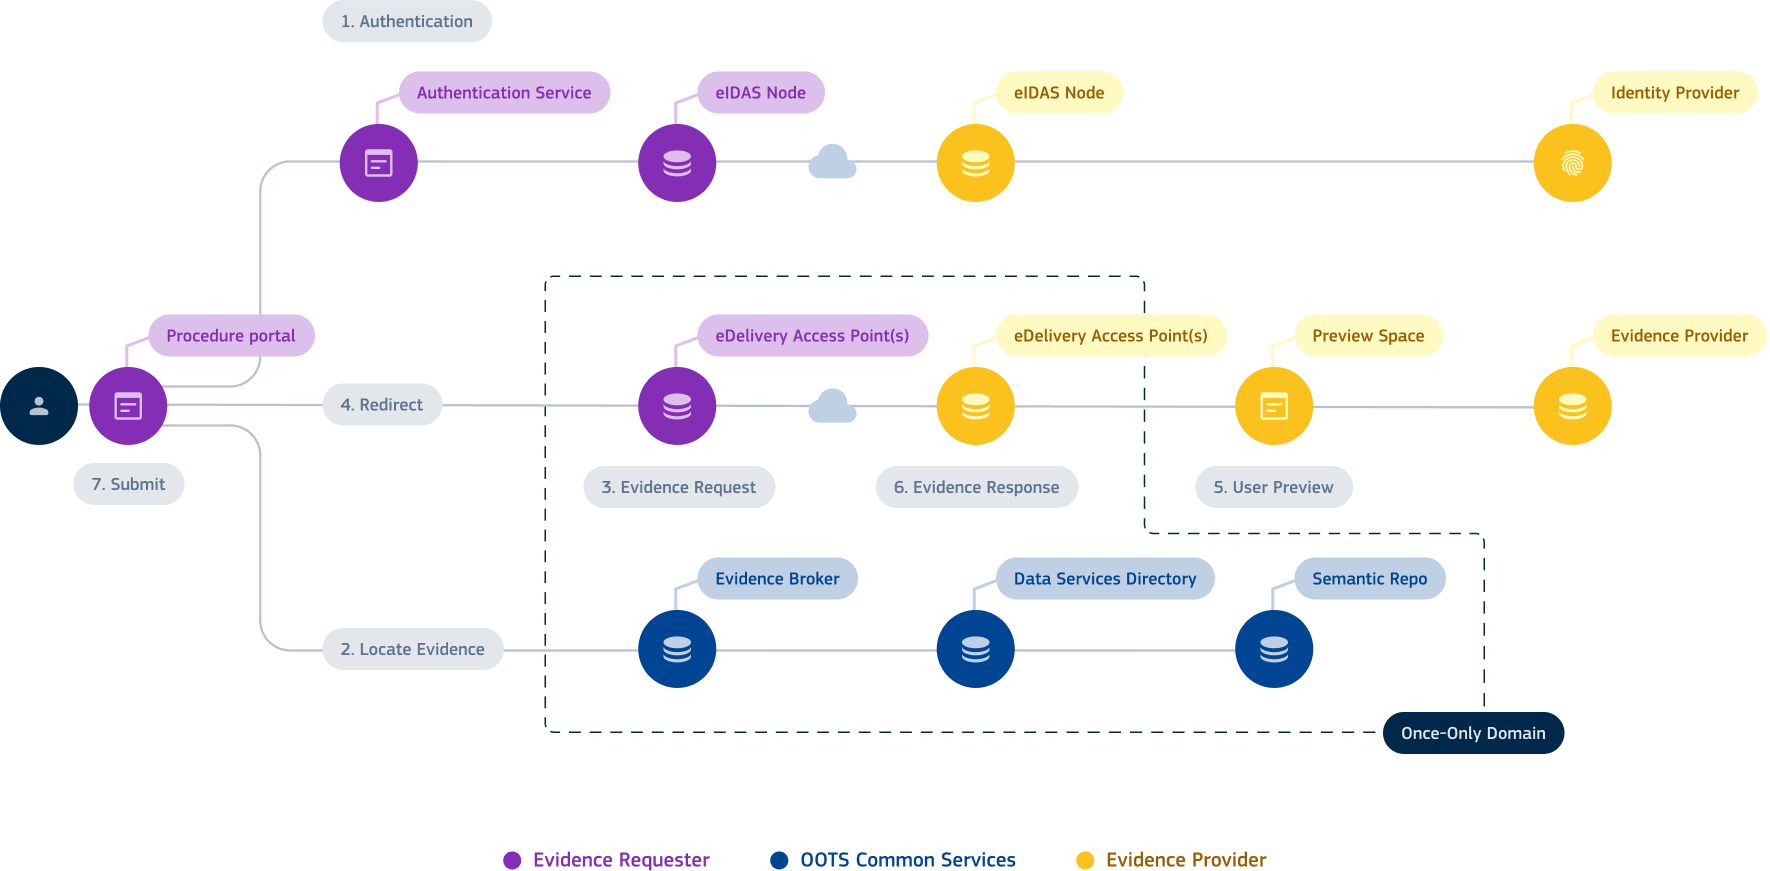 1. Authentication
Authentication Service
eIDAS Node
eIDAS Node
Identity Provider
Procedure portal
eDelivery Access Point(s)
eDelivery Access Point(s)
Preview Space
Evidence Provider
4. Redirect
7. Submit
3. Evidence Request
6. Evidence Response
5. User Preview
Evidence Broker
Data Services Directory
Semantic Repo
2. Locate Evidence
Once-Only Domain
Evidence Requester
OOTS Common Services
Evidence Provider